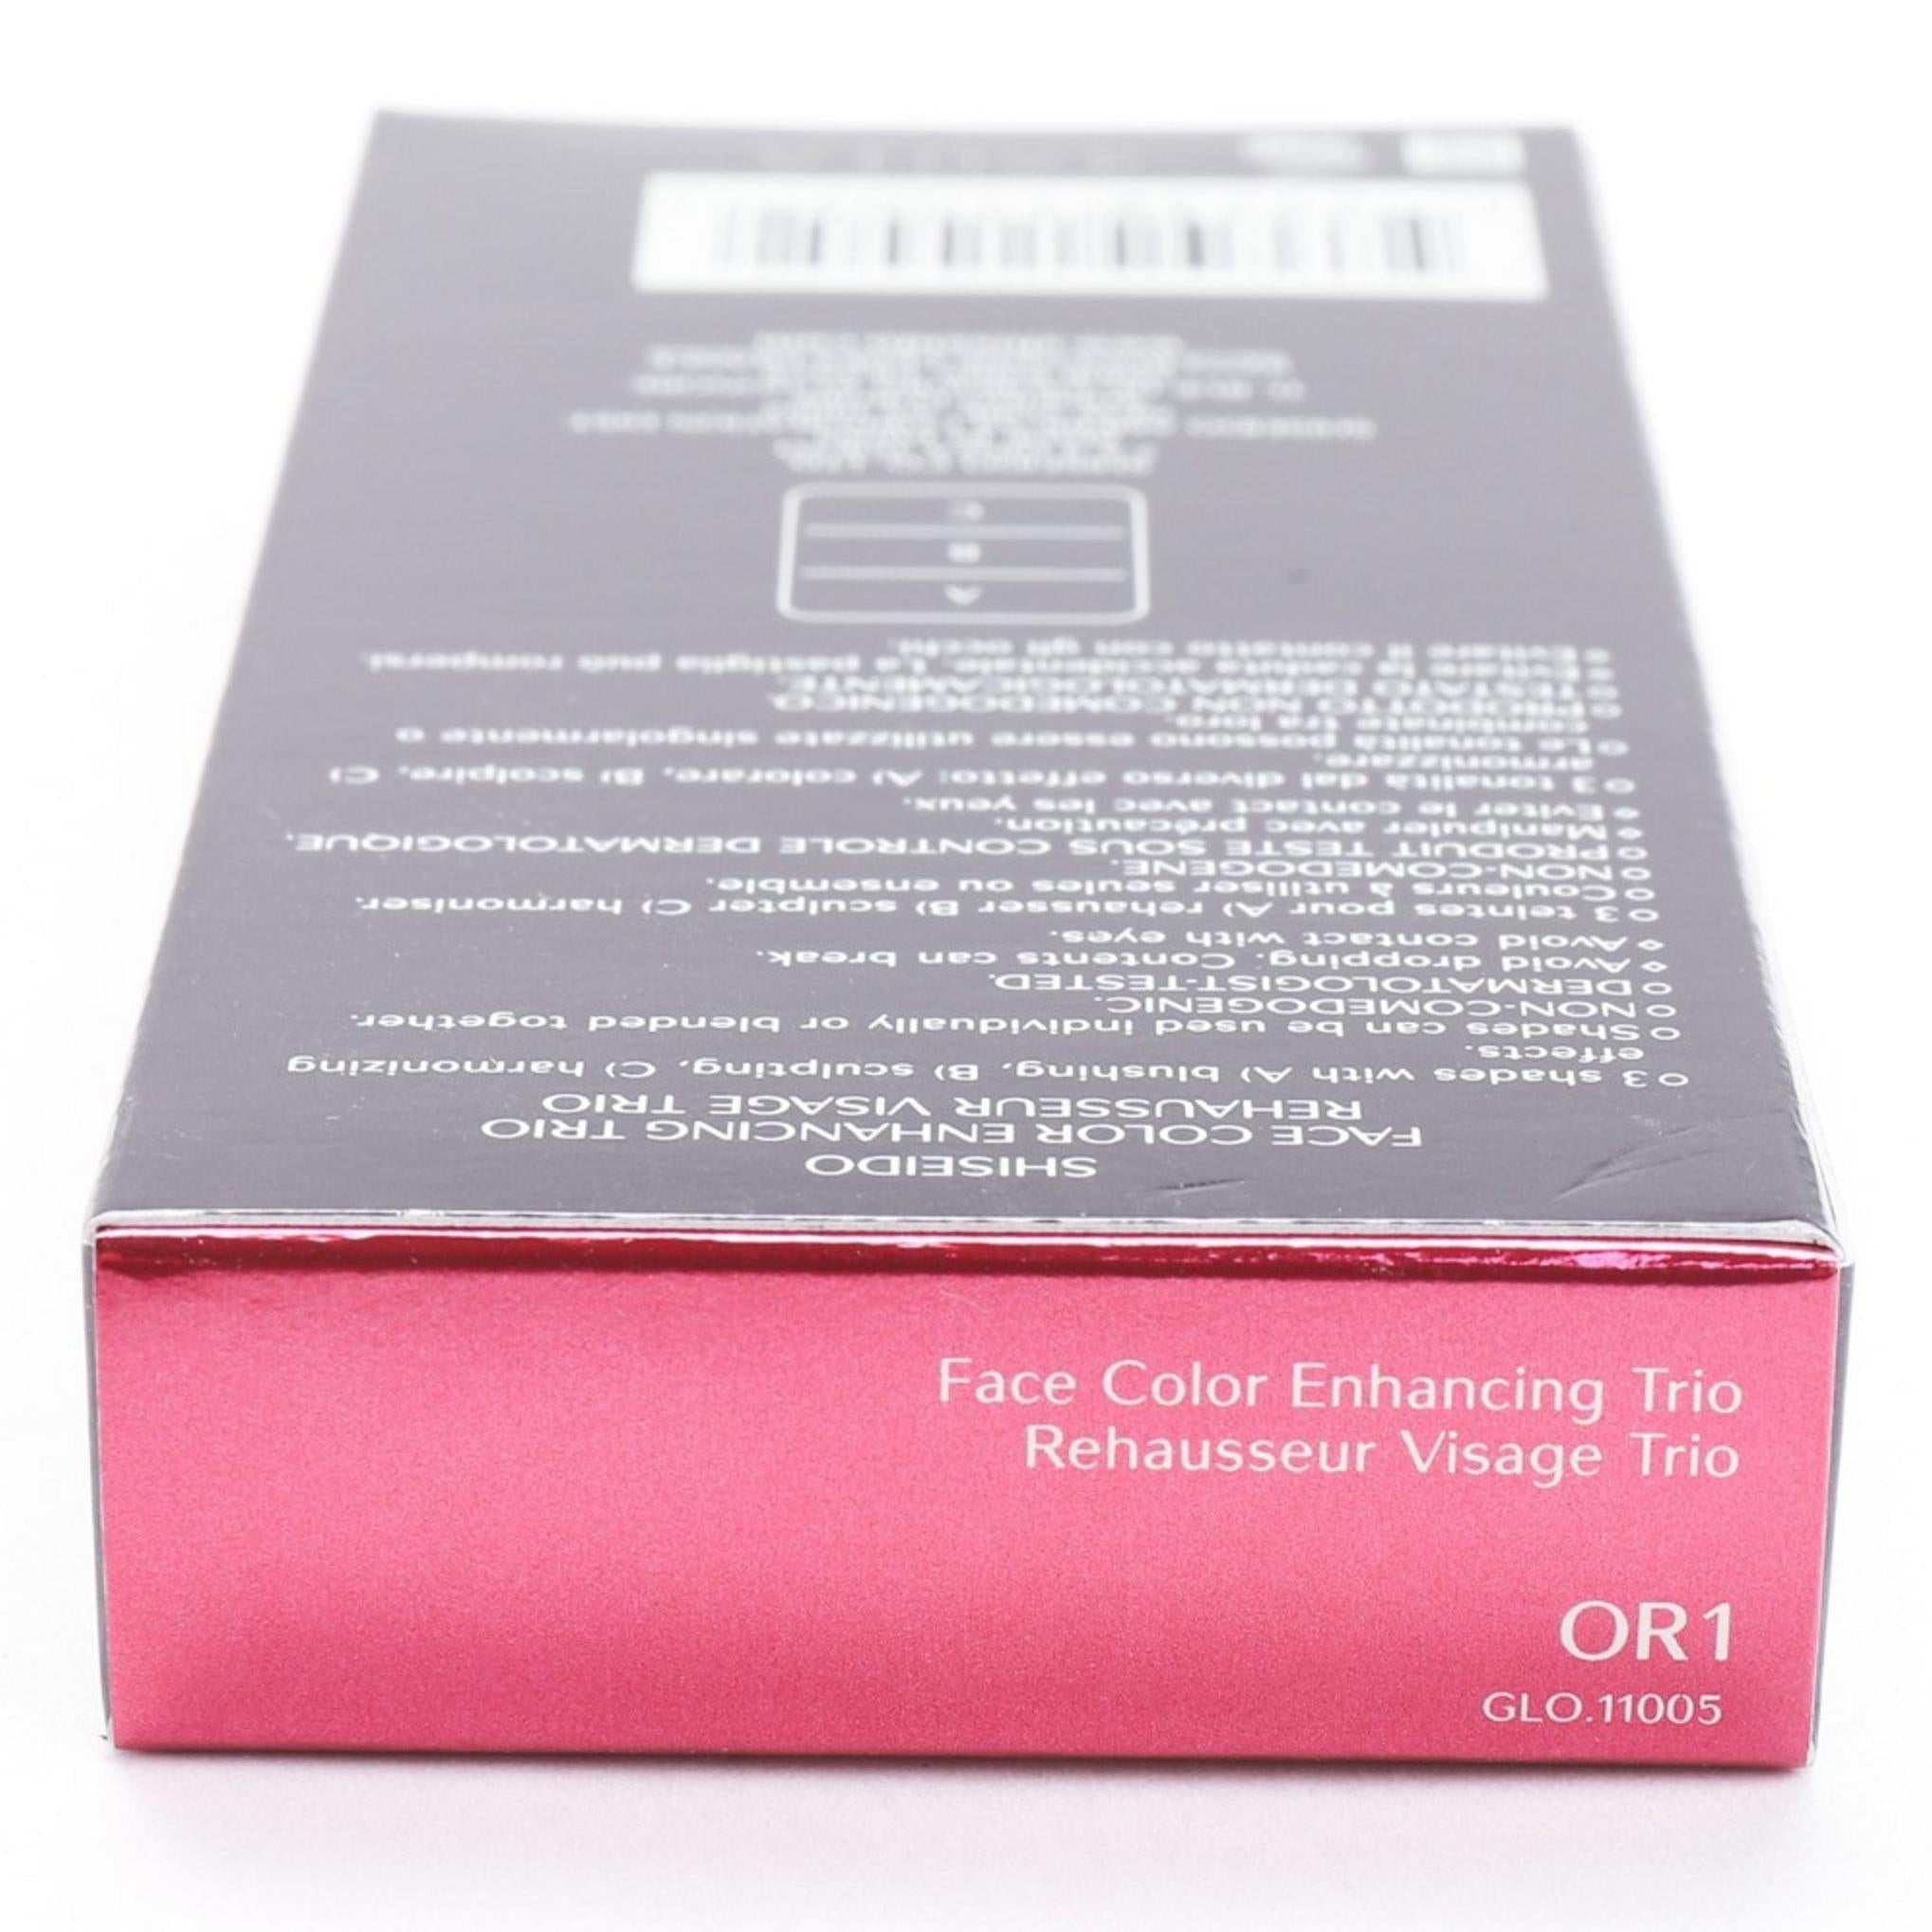 SHISEIDO
FACE COLOR ENHANCING TRIO
REHAUSSEUR VISAGE TRIO
○ 3 shades with A) blushing, B) sculpting, C) harmonizing
effects.
○ Shades can be used individually or blended together.
○ NON-COMEDOGENIC.
○ DERMATOLOGIST-TESTED.
◇ Avoid dropping. Contents can break.
◇ Avoid contact with eyes.
○ 3 teintes pour A) rehausser B) sculpter C) harmoniser.
○ Couleurs à utiliser seules ou ensemble.
○ NON-COMEDOGENE.
○ PRODUIT TESTE SOUS CONTROLE DERMATOLOGIQUE.
◇ Manipuler avec précaution.
◇ Eviter le contact avec les yeux.
○ 3 tonalità dal diverso effetto: A) colorare, B) scolpire, C)
armonizzare.
○ Le tonalità possono essere utilizzate singolarmente o
combinate tra loro.
○ PRODOTTO NON COMEDOGENICO.
○ TESTATO DERMATOLOGICAMENTE.
◇ Evitare la caduta accidentale. La pastiglia può rompersi.
◇ Evitare il contatto con gli occhi.
A
B
C
Face Color Enhancing Trio
Rehausseur Visage Trio
OR1
GLO.11005